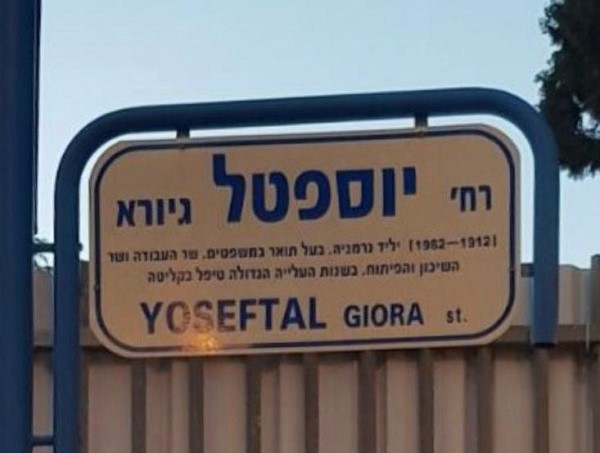 רח' יוספטל גיורא
(1912—1962) יליד גרמניה. בעל תואר במשפטים. שר העבודה ושר
השיכון והפיתוח. בשנות העלייה הגדולה טיפל בקליטה
YOSEFTAL GIORA st.